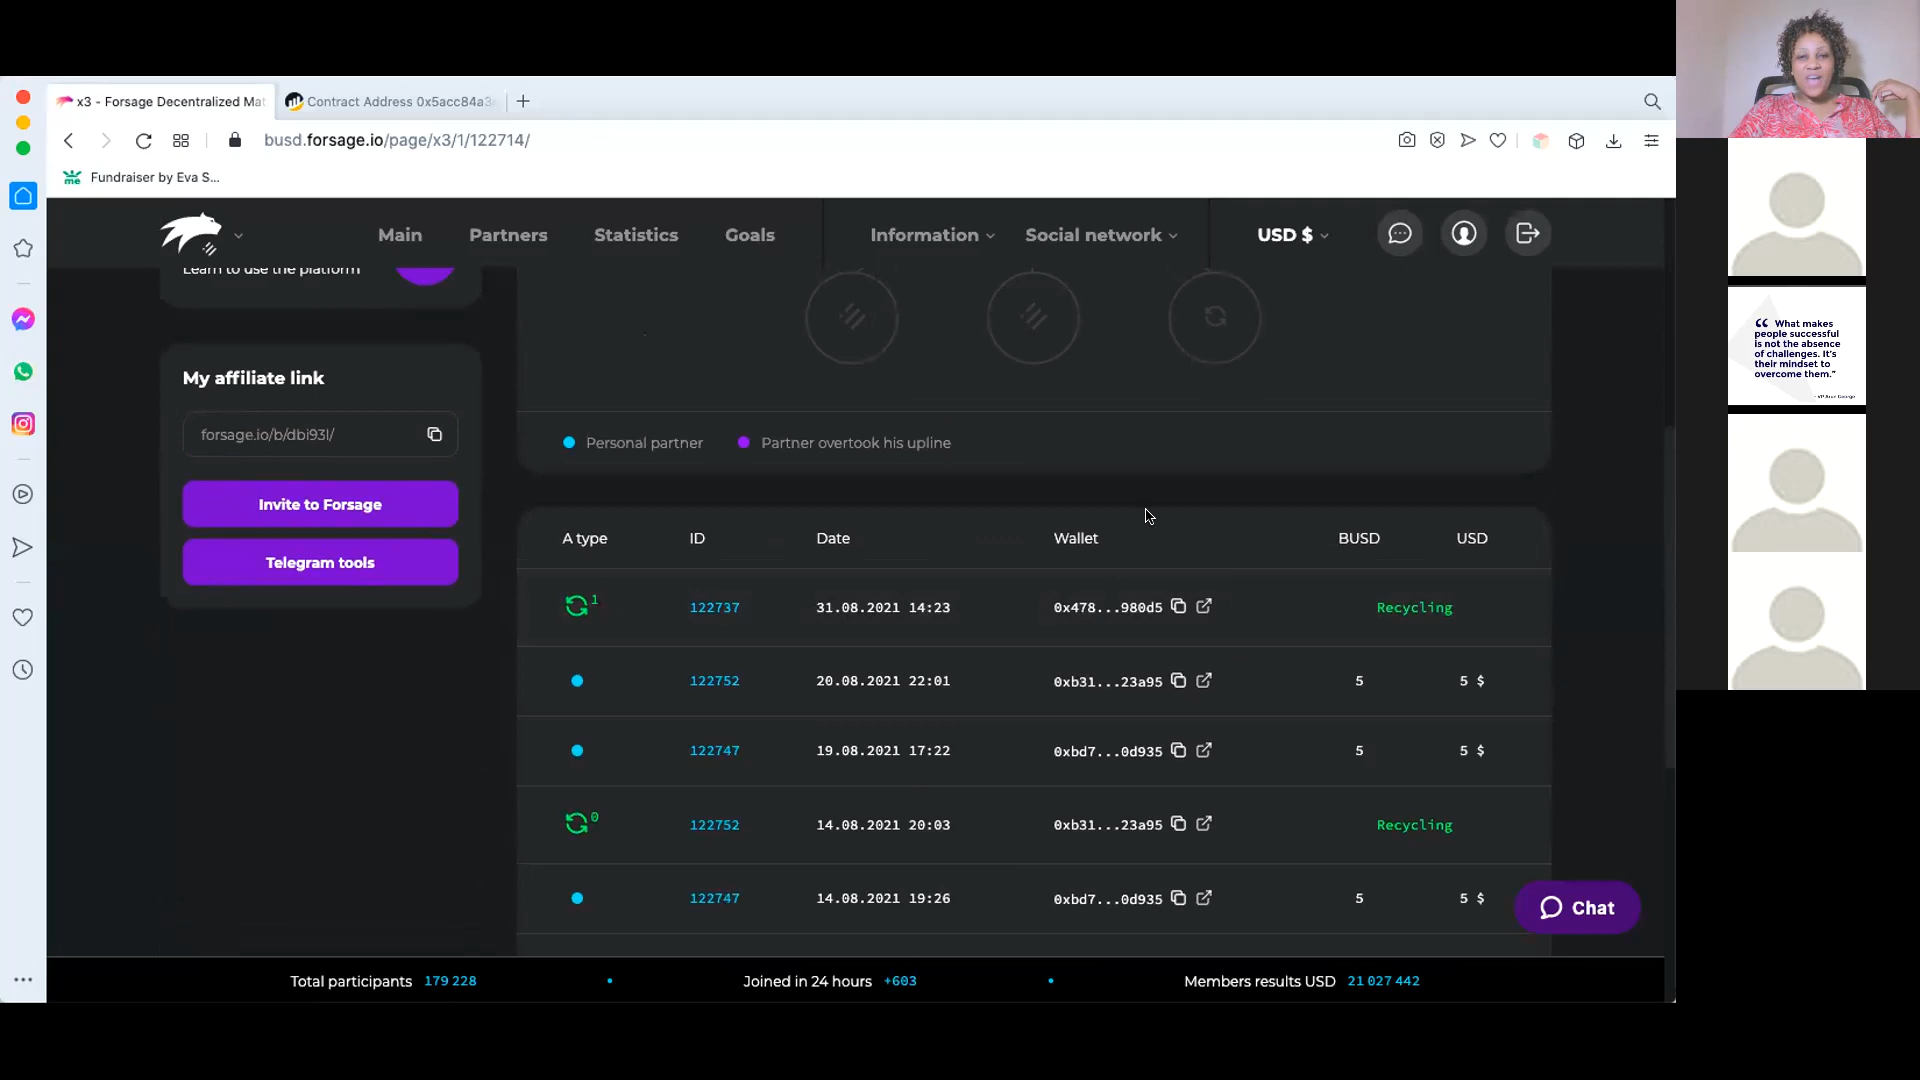 x3 - Forsage Decentralized Mat
Contract Address 0x5acc84a3
busd.forsage.io/page/x3/1/122714/
Fundraiser by Eva S...
Main
Partners
Statistics
Goals
Information
Social network
USD $
Learn to use the platform
My affiliate link
forsage.io/b/dbi93l/
Invite to Forsage
Telegram tools
Personal partner
Partner overtook his upline
A type ID Date Wallet BUSD USD
1 122737 31.08.2021 14:23 0x478...980d5 Recycling
122752 20.08.2021 22:01 0xb31...23a95 5 5 $
122747 19.08.2021 17:22 0xbd7...0d935 5 5 $
0 122752 14.08.2021 20:03 0xb31...23a95 Recycling
122747 14.08.2021 19:26 0xbd7...0d935 5 5 $
Chat
Total participants 179 228 • Joined in 24 hours +603 • Members results USD 21 027 442
“ What makes
people successful
is not the absence
of challenges. It's
their mindset to
overcome them.”